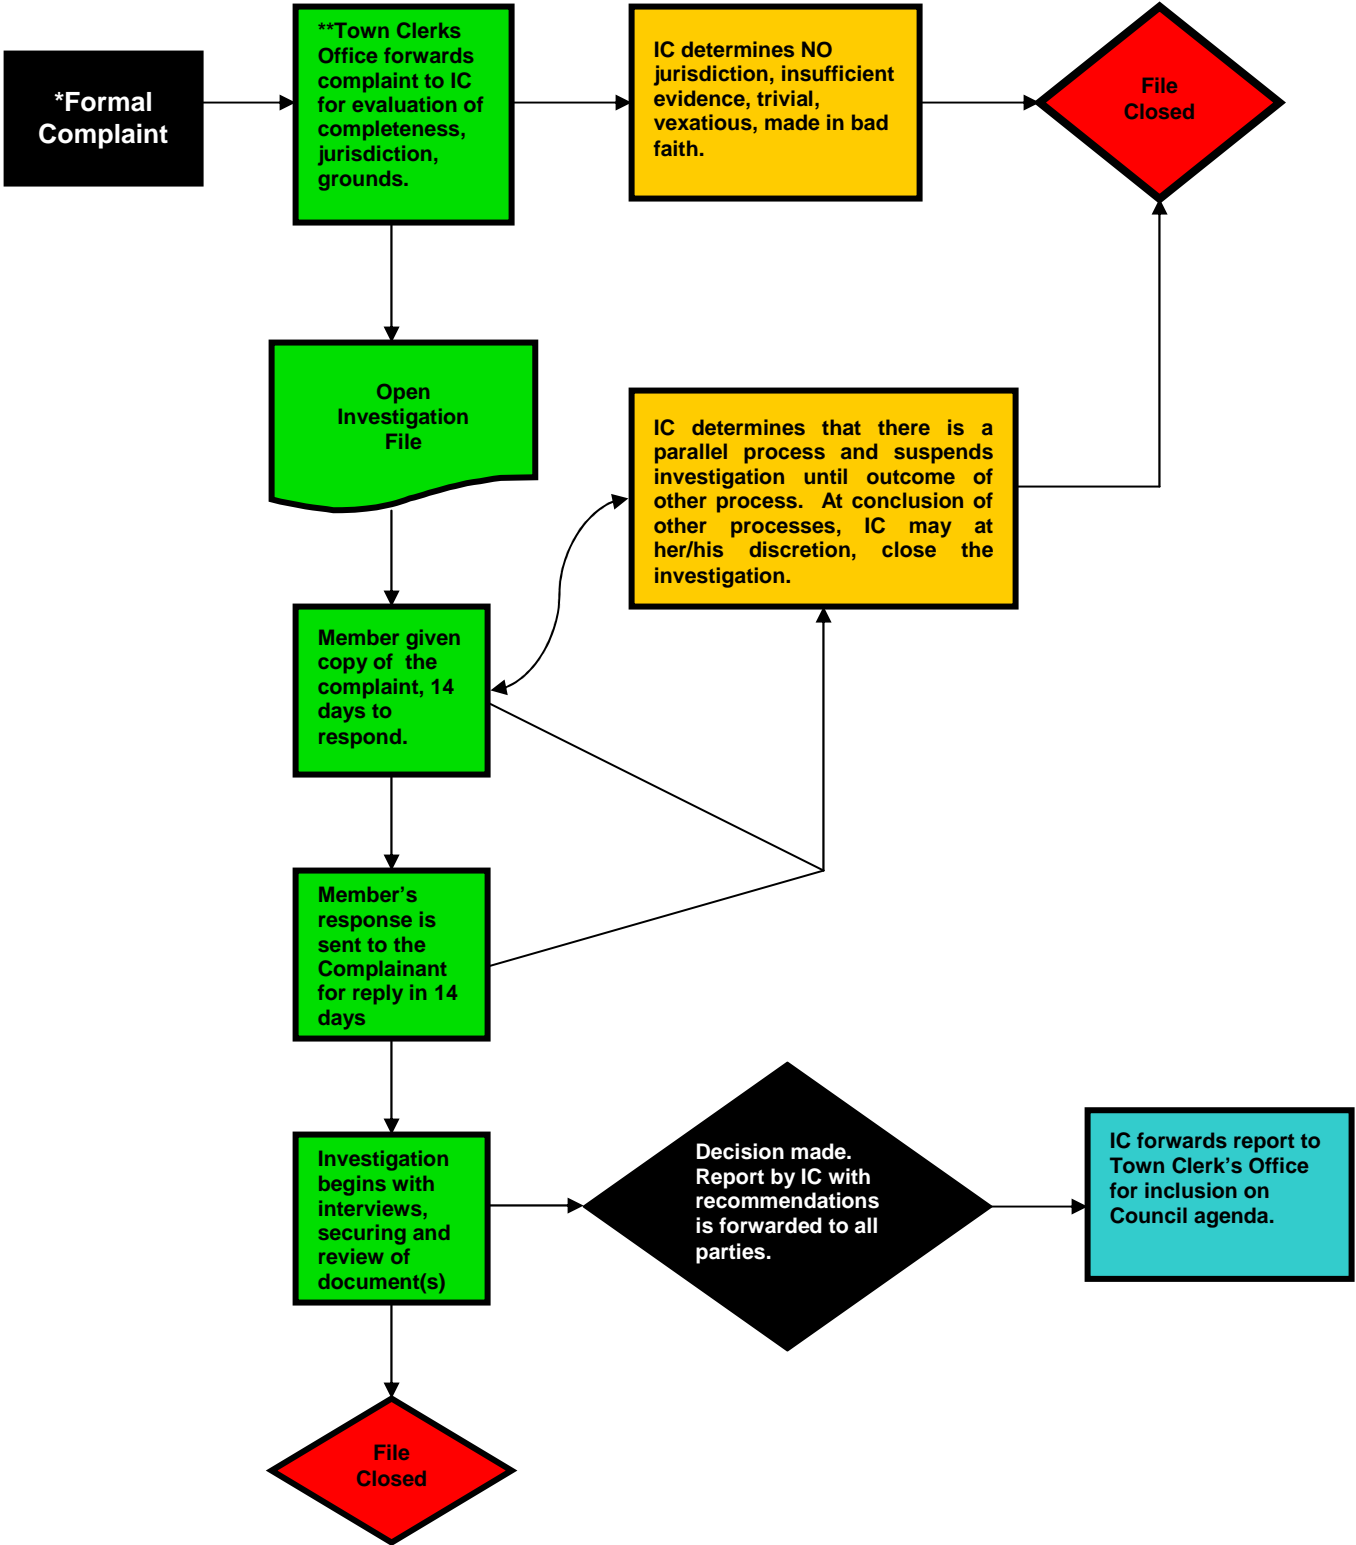 *Formal
Complaint
**Town Clerks
Office forwards
complaint to IC
for evaluation of
completeness,
jurisdiction,
grounds.
IC determines NO
jurisdiction, insufficient
evidence, trivial,
vexatious, made in bad
faith.
File
Closed
Open
Investigation
File
IC determines that there is a
parallel process and suspends
investigation until outcome of
other process. At conclusion of
other processes, IC may at
her/his discretion, close the
investigation.
Member given
copy of the
complaint, 14
days to
respond.
Member’s
response is
sent to the
Complainant
for reply in 14
days
Investigation
begins with
interviews,
securing and
review of
document(s)
Decision made.
Report by IC with
recommendations
is forwarded to all
parties.
IC forwards report to
Town Clerk’s Office
for inclusion on
Council agenda.
File
Closed